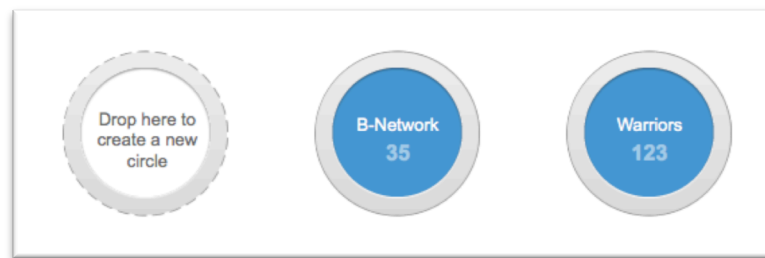 Drop here to
create a new
circle
B-Network
35
Warriors
123